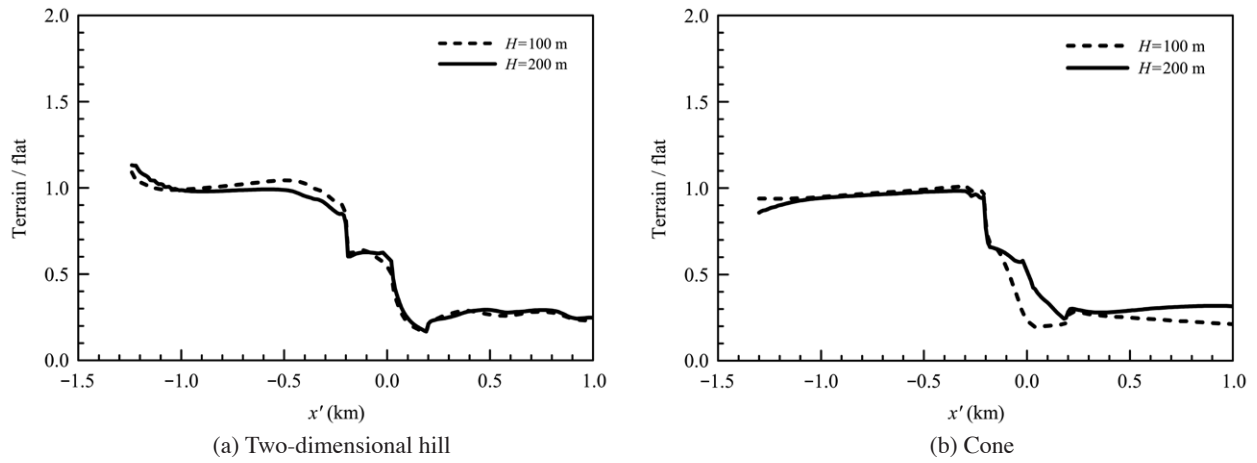 2.0
1.5
1.0
0.5
0.0
Terrain / flat
H=100 m
H=200 m
−1.5 −1.0 −0.5 0.0 0.5 1.0
x′ (km)
(a) Two-dimensional hill
2.0
1.5
1.0
0.5
0.0
Terrain / flat
H=100 m
H=200 m
−1.5 −1.0 −0.5 0.0 0.5 1.0
x′ (km)
(b) Cone